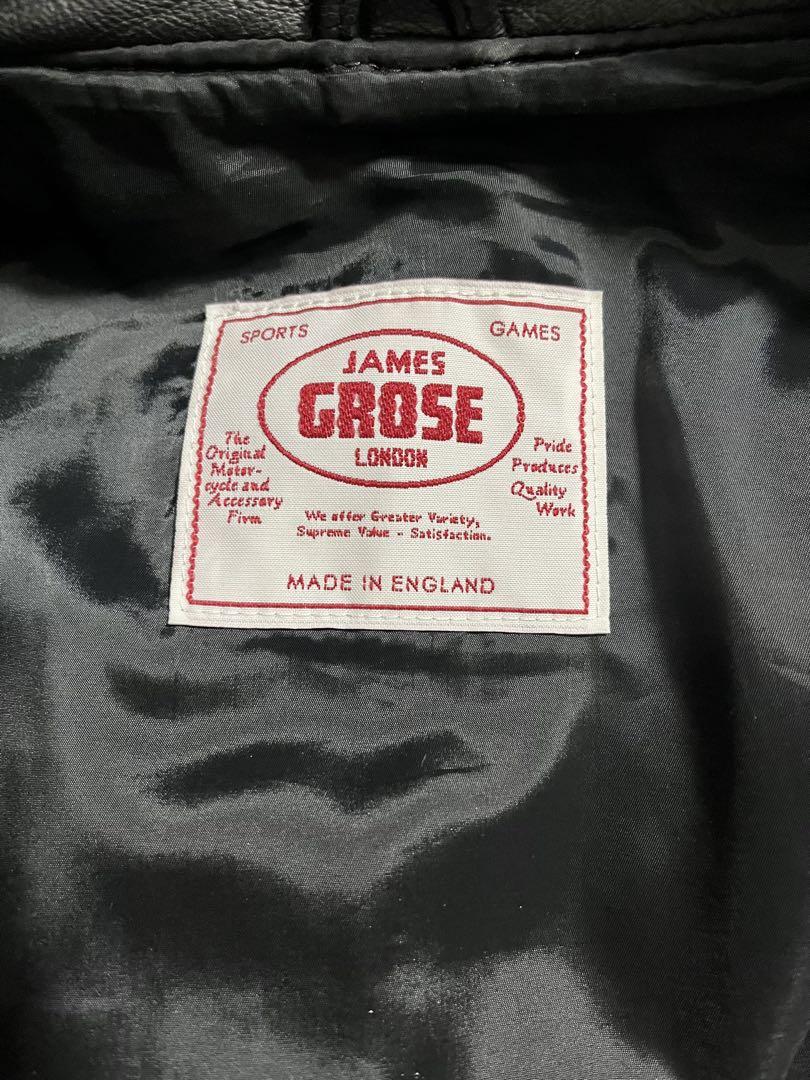 SPORTS GAMES
JAMES
GROSE
LONDON
The
Original
Motor-
cycle and
Accessory
Firm
Pride
Produces
Quality
Work
We offer Greater Variety,
Supreme Value - Satisfaction.
MADE IN ENGLAND